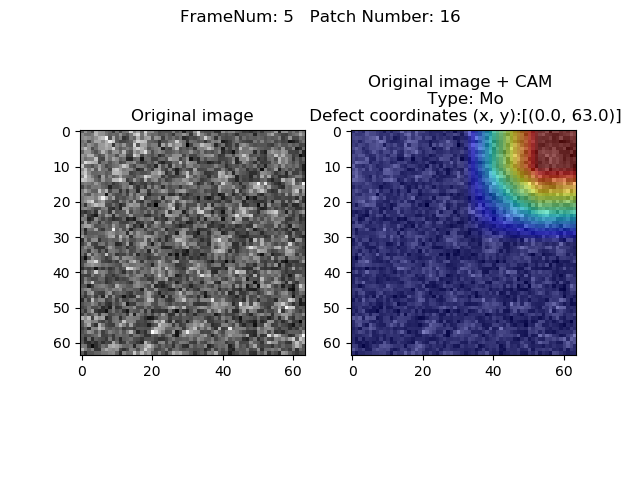 FrameNum: 5   Patch Number: 16
Original image
0
10
20
30
40
50
60
0 20 40 60
Original image + CAM
Type: Mo
Defect coordinates (x, y):[(0.0, 63.0)]
0
10
20
30
40
50
60
0 20 40 60